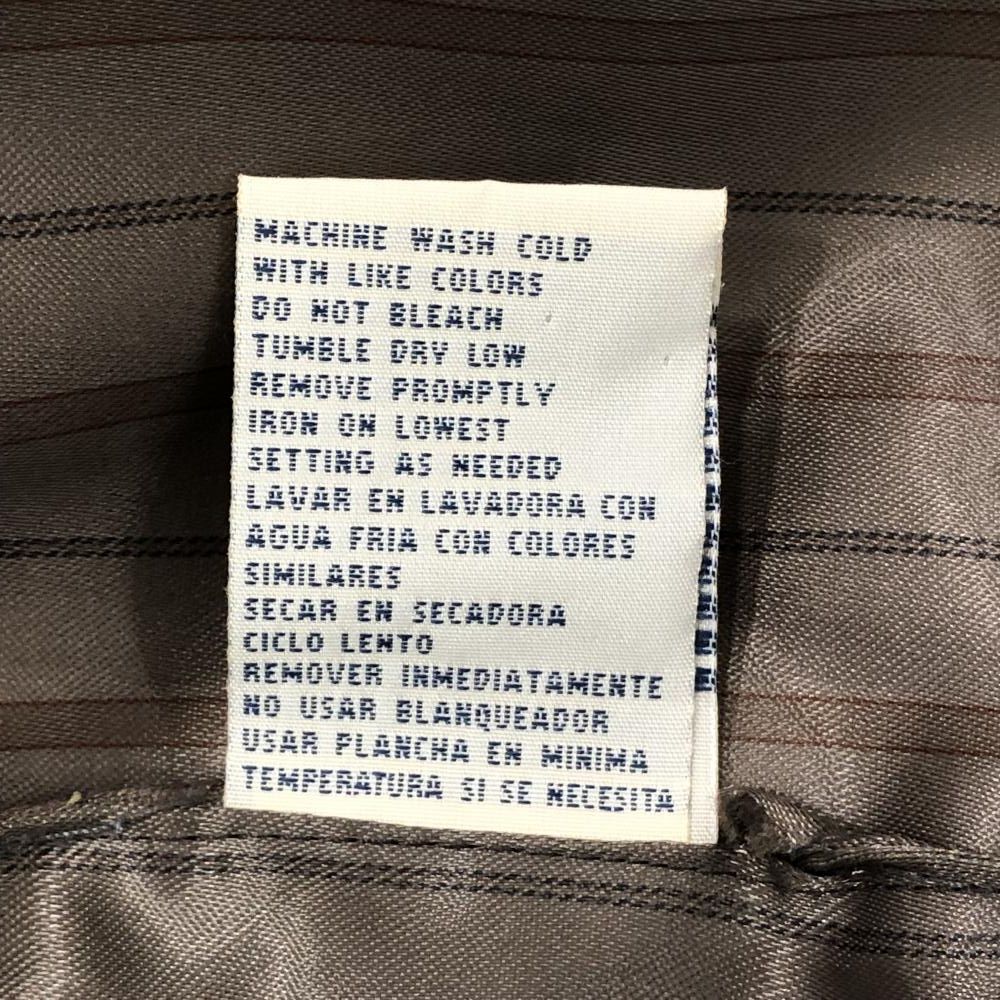 MACHINE WASH COLD
WITH LIKE COLORS
DO NOT BLEACH
TUMBLE DRY LOW
REMOVE PROMPTLY
IRON ON LOWEST
SETTING AS NEEDED
LAVAR EN LAVADORA CON
AGUA FRIA CON COLORES
SIMILARES
SECAR EN SECADORA
CICLO LENTO
REMOVER INMEDIATAMENTE
NO USAR BLANQUEADOR
USAR PLANCHA EN MINIMA
TEMPERATURA SI SE NECESITA